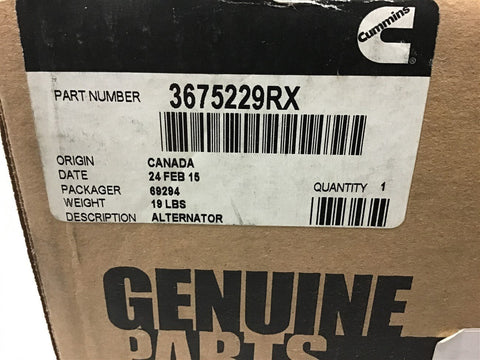 Cummins
PART NUMBER 3675229RX
ORIGIN CANADA
DATE 24 FEB 15
PACKAGER 69294
QUANTITY 1
WEIGHT 19 LBS
DESCRIPTION ALTERNATOR
GENUINE
PARTS